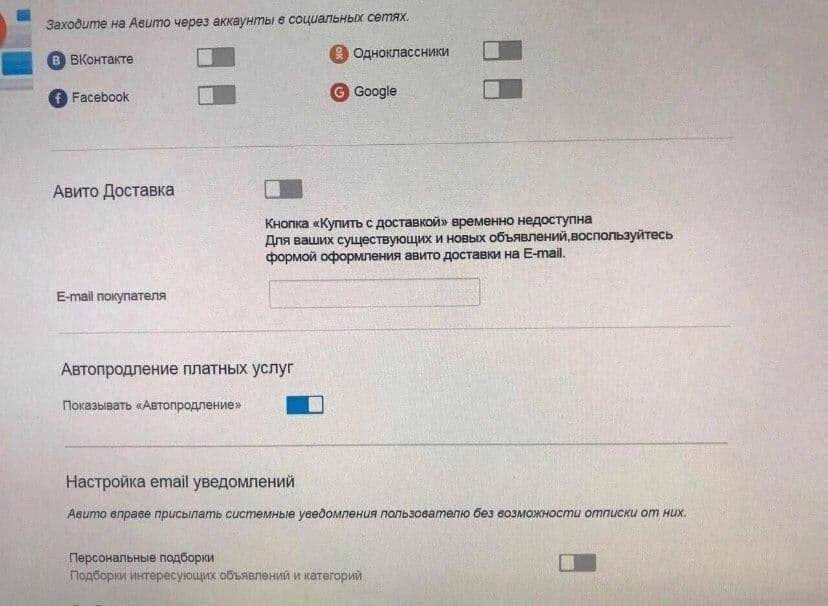 Заходите на Авито через аккаунты в социальных сетях.
ВКонтакте
Одноклассники
Facebook
Google
Авито Доставка
Кнопка «Купить с доставкой» временно недоступна
Для ваших существующих и новых объявлений,воспользуйтесь
формой оформления авито доставки на E-mail.
E-mail покупателя
Автопродление платных услуг
Показывать «Автопродление»
Настройка email уведомлений
Авито вправе присылать системные уведомления пользователю без возможности отписки от них.
Персональные подборки
Подборки интересующих объявлений и категорий